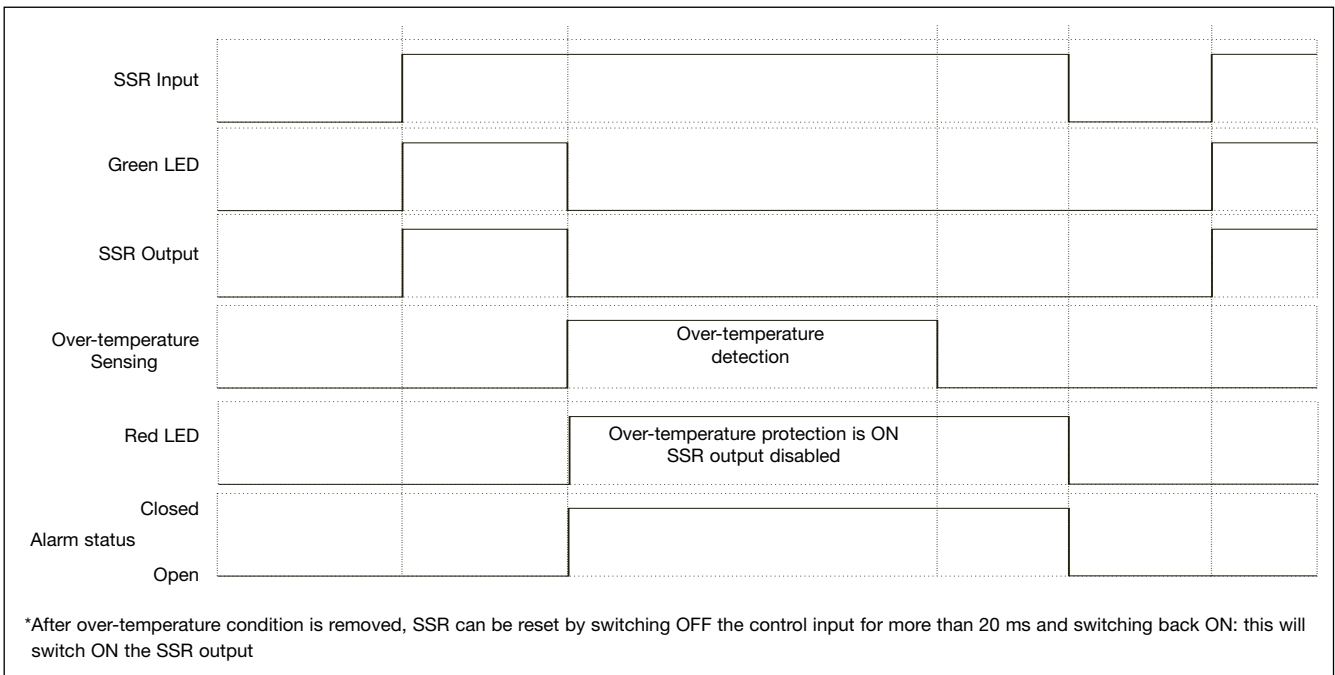 SSR Input
Green LED
SSR Output
Over-temperature
Sensing
Over-temperature
detection
Red LED
Over-temperature protection is ON
SSR output disabled
Closed
Alarm status
Open
*After over-temperature condition is removed, SSR can be reset by switching OFF the control input for more than 20 ms and switching back ON: this will
switch ON the SSR output